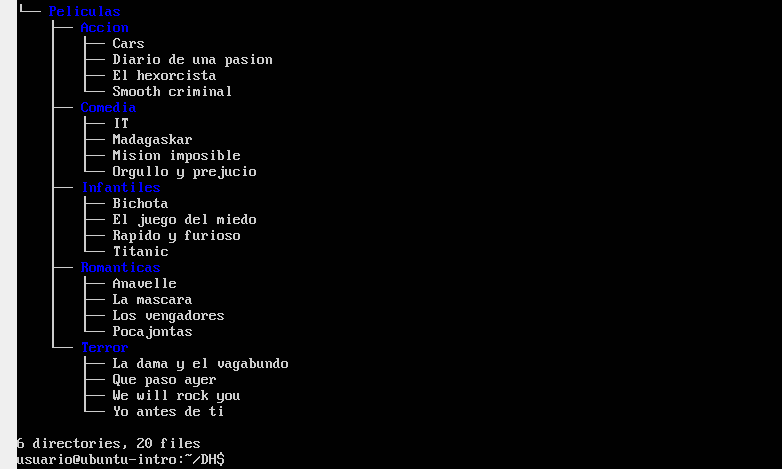 └── Peliculas
    ├── Accion
    │   ├── Cars
    │   ├── Diario de una pasion
    │   ├── El hexorcista
    │   └── Smooth criminal
    ├── Comedia
    │   ├── IT
    │   ├── Madagaskar
    │   ├── Mision imposible
    │   └── Orgullo y prejucio
    ├── Infantiles
    │   ├── Bichota
    │   ├── El juego del miedo
    │   ├── Rapido y furioso
    │   └── Titanic
    ├── Romanticas
    │   ├── Anavelle
    │   ├── La mascara
    │   ├── Los vengadores
    │   └── Pocajontas
    └── Terror
        ├── La dama y el vagabundo
        ├── Que paso ayer
        ├── We will rock you
        └── Yo antes de ti
6 directories, 20 files
usuario@ubuntu-intro:~/DH$